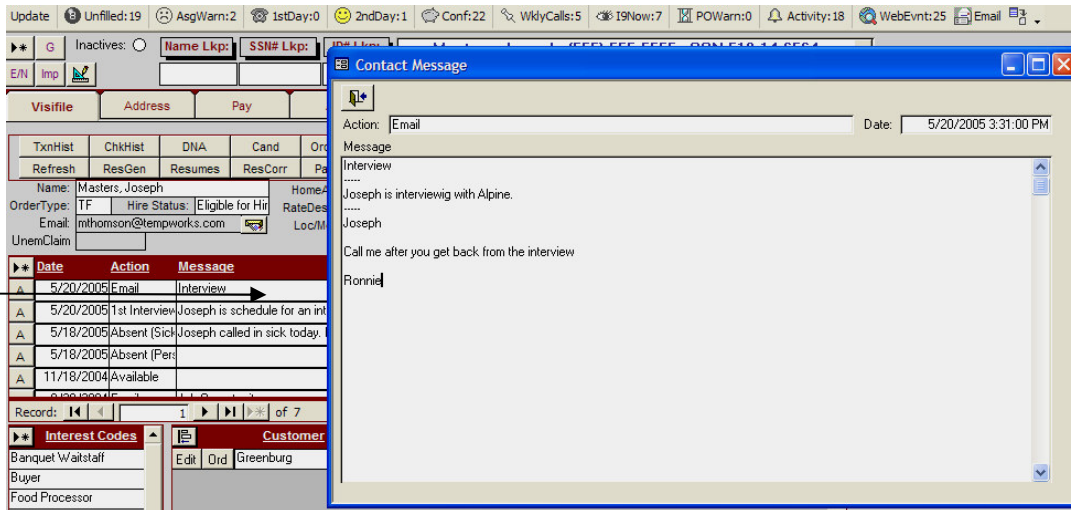 Update Unfilled:19 AsgWarn:2 1stDay:0 2ndDay:1 Conf:22 WklyCalls:5 I9Now:7 POWarn:0 Activity:18 WebEvnt:25 Email
G Inactives: Name Lkp: SSN# Lkp: ID# Lkp:
E/N Imp
Contact Message
Visifile Address Pay
Action: Email Date: 5/20/2005 3:31:00 PM
Message
Interview
-----
Joseph is interviewig with Alpine.
-----
Joseph
Call me after you get back from the interview
Ronnie
TxnHist ChkHist DNA Cand Ord
Refresh ResGen Resumes ResCorr Pa
Name: Masters, Joseph HomeA
OrderType: TF Hire Status: Eligible for Hir RateDes
Email: mthomson@tempworks.com Loc/M
UnemClaim
Date Action Message
A 5/20/2005 Email Interview
A 5/20/2005 1st Interview Joseph is schedule for an int
A 5/18/2005 Absent (Sick Joseph called in sick today.
A 5/18/2005 Absent (Pers
A 11/18/2004 Available
Record: 1 of 7
Interest Codes Customer
Banquet Waitstaff Edit Ord Greenburg
Buyer
Food Processor